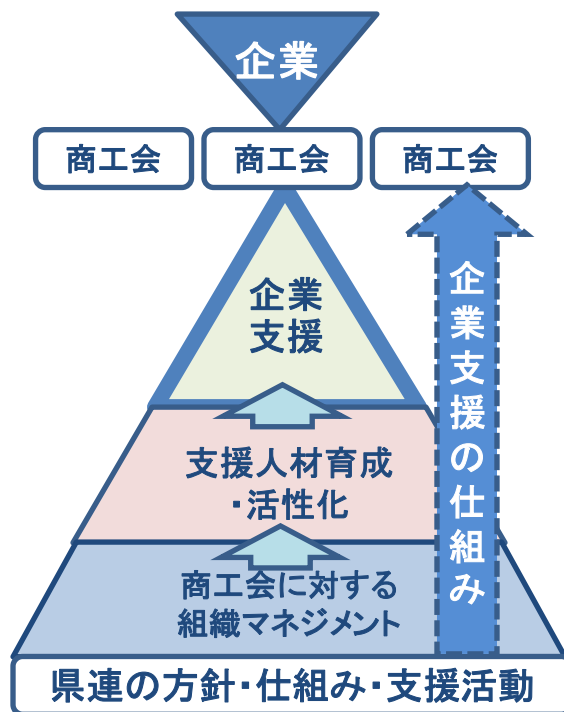 企業
商工会
商工会
商工会
企業
支援
企業支援の仕組み
支援人材育成
・活性化
商工会に対する
組織マネジメント
県連の方針・仕組み・支援活動